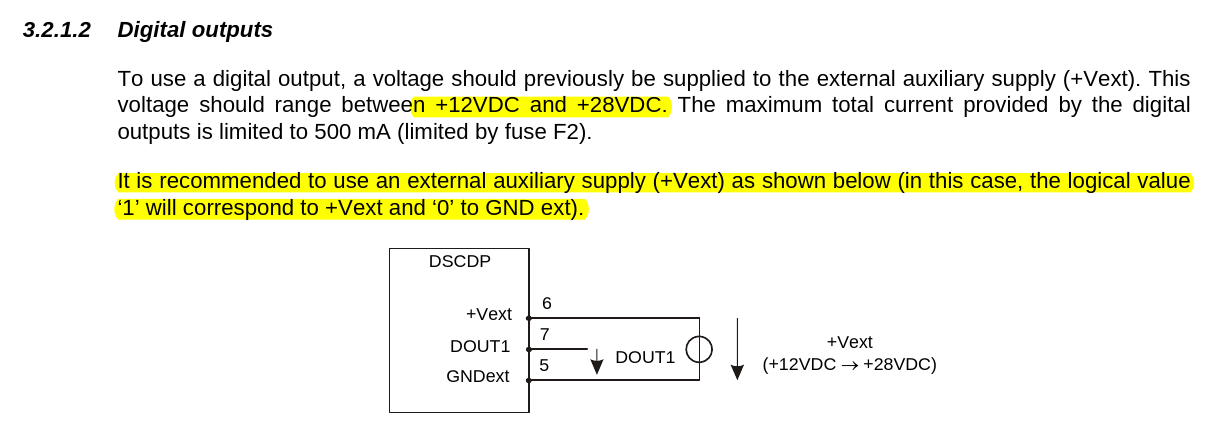 3.2.1.2 Digital outputs
To use a digital output, a voltage should previously be supplied to the external auxiliary supply (+Vext). This
voltage should range between +12VDC and +28VDC. The maximum total current provided by the digital
outputs is limited to 500 mA (limited by fuse F2).
It is recommended to use an external auxiliary supply (+Vext) as shown below (in this case, the logical value
‘1’ will correspond to +Vext and ‘0’ to GND ext).
DSCDP
+Vext 6
DOUT1 7
GNDext 5
DOUT1
+Vext
(+12VDC → +28VDC)